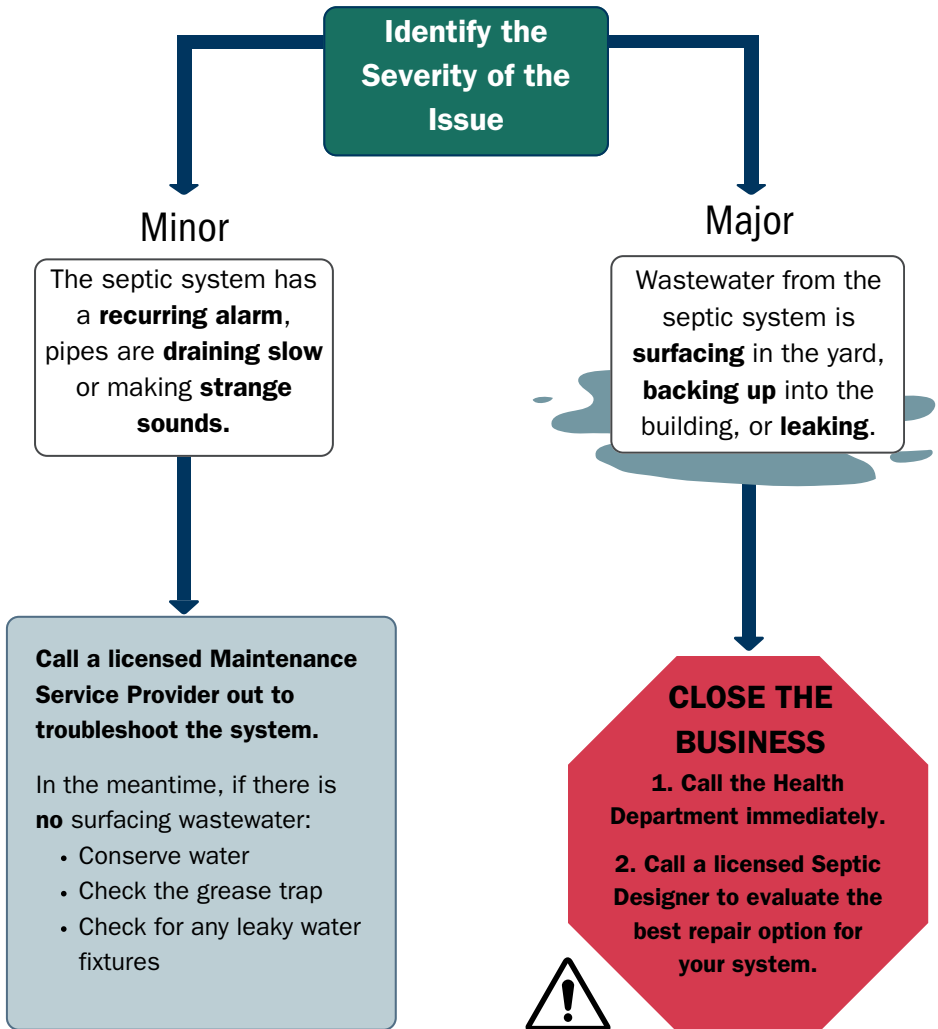 Identify the
Severity of the
Issue
Minor
The septic system has
a recurring alarm,
pipes are draining slow
or making strange
sounds.
Call a licensed Maintenance
Service Provider out to
troubleshoot the system.
In the meantime, if there is
no surfacing wastewater:
• Conserve water
• Check the grease trap
• Check for any leaky water
fixtures
Major
Wastewater from the
septic system is
surfacing in the yard,
backing up into the
building, or leaking.
CLOSE THE
BUSINESS
1. Call the Health
Department immediately.
2. Call a licensed Septic
Designer to evaluate the
best repair option for
your system.
!